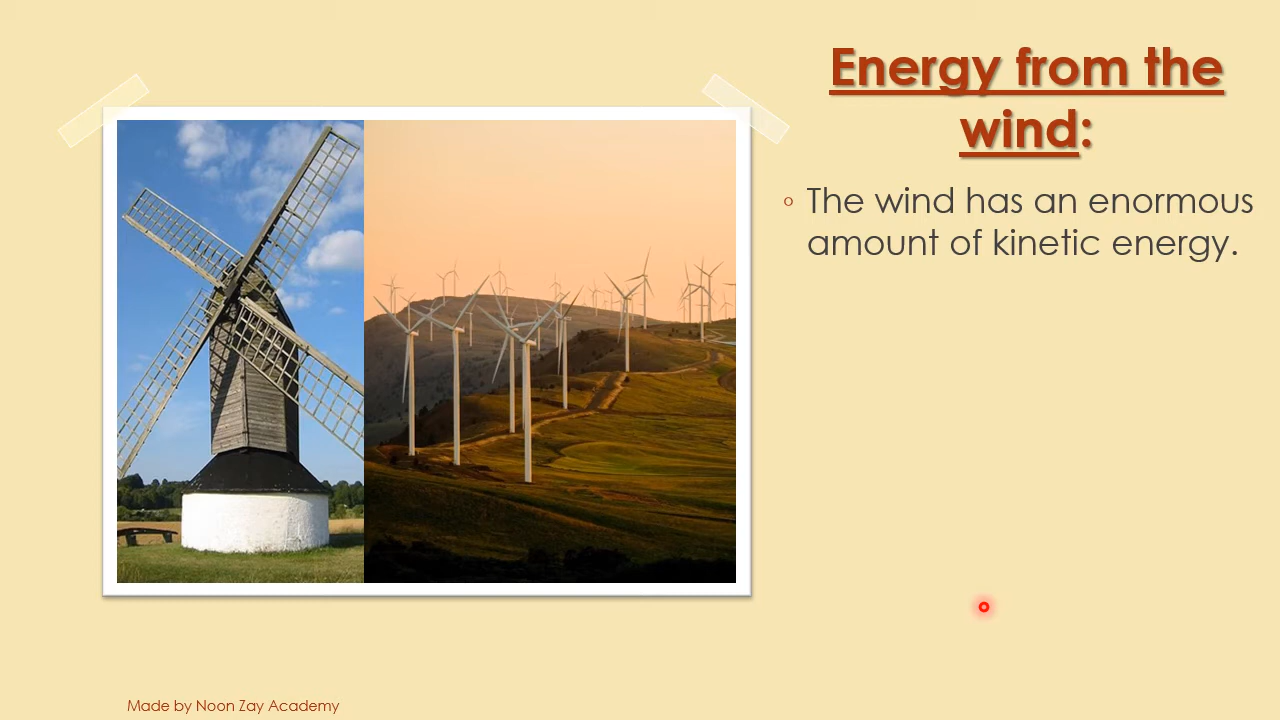 Energy from the
wind:
The wind has an enormous
amount of kinetic energy.
Made by Noon Zay Academy